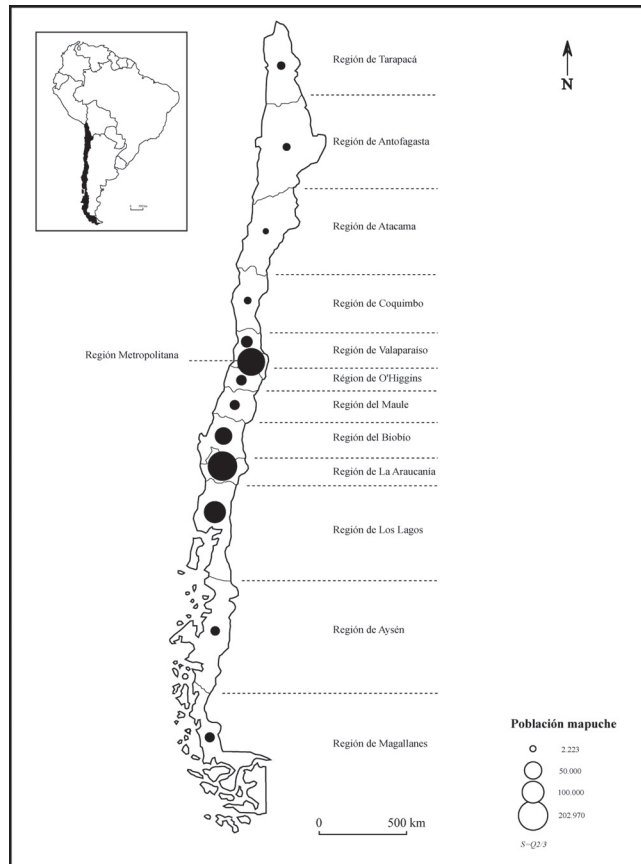 Región de Tarapacá
N
Región de Antofagasta
Región de Atacama
Región de Coquimbo
Región Metropolitana
Región de Valaparaíso
Región de O'Higgins
Región del Maule
Región del Biobío
Región de La Araucanía
Región de Los Lagos
Región de Aysén
Región de Magallanes
Población mapuche
2.223
50.000
100.000
202.970
S=Q2/3
0 500 km